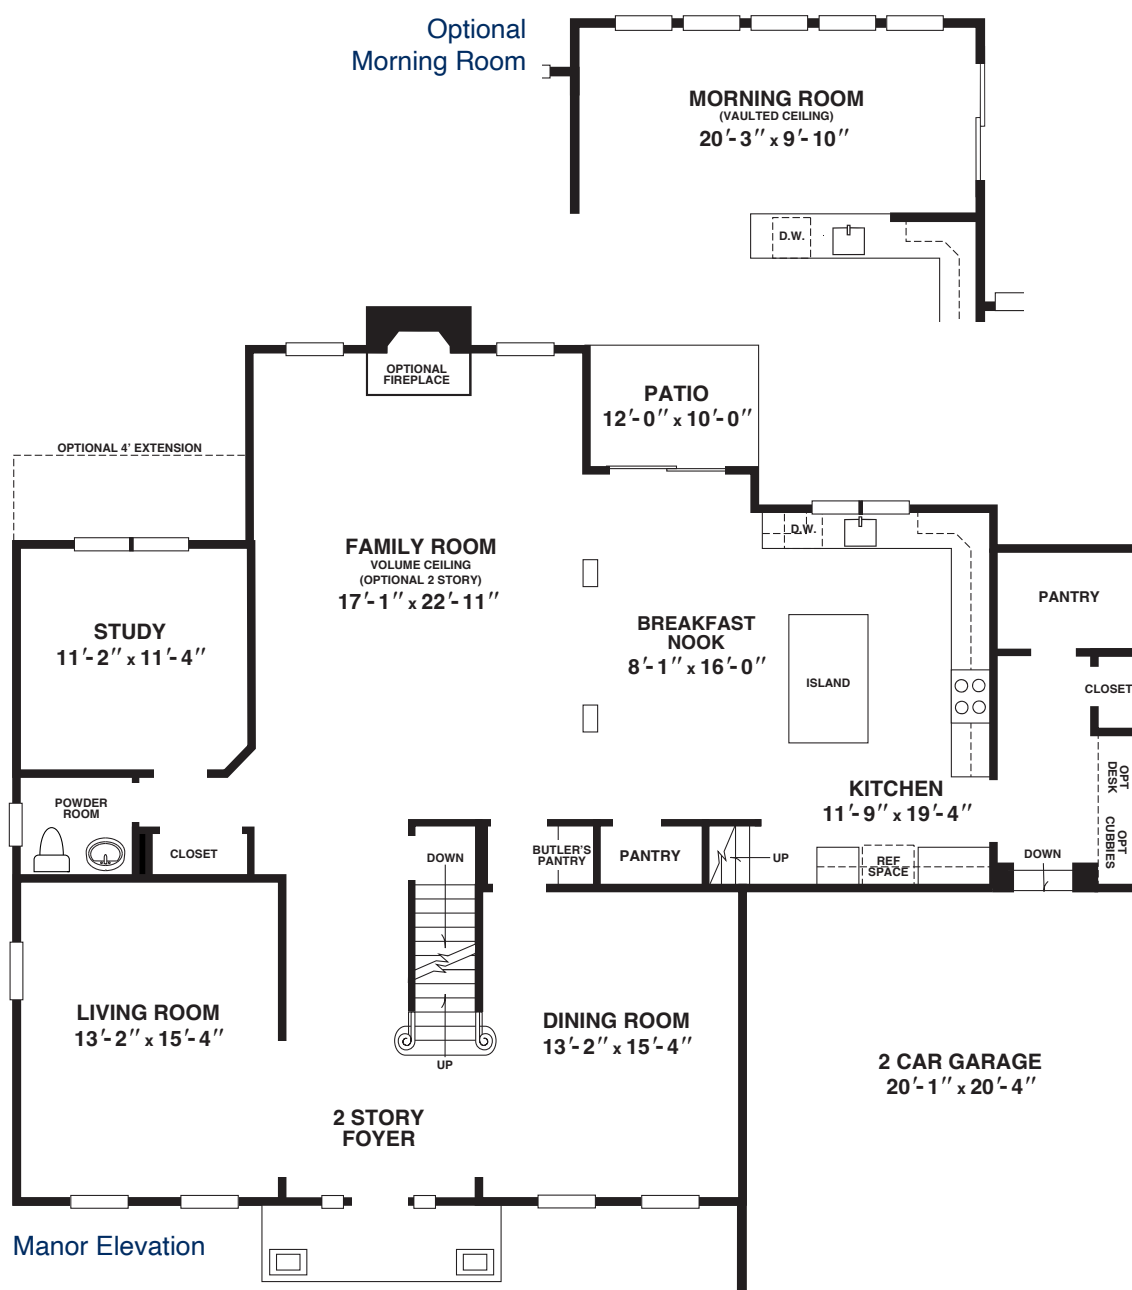 Optional
Morning Room
MORNING ROOM
(VAULTED CEILING)
20′-3″ x 9′-10″
D.W.
OPTIONAL
FIREPLACE
PATIO
12′-0″ x 10′-0″
OPTIONAL 4' EXTENSION
D.W.
FAMILY ROOM
VOLUME CEILING
(OPTIONAL 2 STORY)
17′-1″ x 22′-11″
PANTRY
STUDY
11′-2″ x 11′-4″
BREAKFAST
NOOK
8′-1″ x 16′-0″
ISLAND
CLOSET
OPT
DESK
KITCHEN
11′-9″ x 19′-4″
POWDER
ROOM
CLOSET
DOWN
BUTLER'S
PANTRY
PANTRY
UP
REF
SPACE
DOWN
OPT
CUBBIES
LIVING ROOM
13′-2″ x 15′-4″
DINING ROOM
13′-2″ x 15′-4″
UP
2 CAR GARAGE
20′-1″ x 20′-4″
2 STORY
FOYER
Manor Elevation